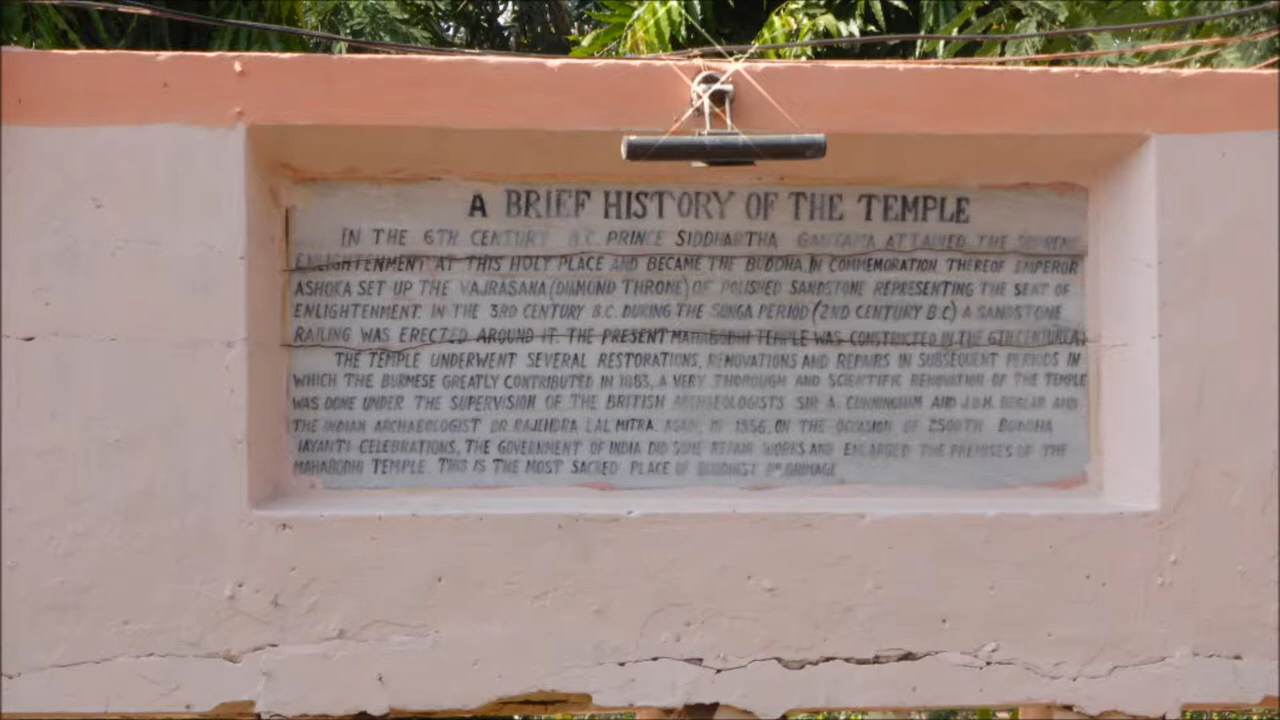 A BRIEF HISTORY OF THE TEMPLE
IN THE 6TH CENTURY B.C. PRINCE SIDDHARTHA GAUTAMA ATTAINED THE SUPREME
ENLIGHTENMENT AT THIS HOLY PLACE AND BECAME THE BUDDHA. IN COMMEMORATION THEREOF EMPEROR
ASHOKA SET UP THE VAJRASANA (DIAMOND THRONE) OF POLISHED SANDSTONE REPRESENTING THE SEAT OF
ENLIGHTENMENT. IN THE 3RD CENTURY B.C. DURING THE SUNGA PERIOD (2ND CENTURY B.C) A SANDSTONE
RAILING WAS ERECTED AROUND IT. THE PRESENT MAHABODHI TEMPLE WAS CONSTRUCTED IN THE 6TH CENTURY.
THE TEMPLE UNDERWENT SEVERAL RESTORATIONS, RENOVATIONS AND REPAIRS IN SUBSEQUENT PERIODS IN
WHICH THE BURMESE GREATLY CONTRIBUTED IN 1883, A VERY THOROUGH AND SCIENTIFIC RENOVATION OF THE TEMPLE
WAS DONE UNDER THE SUPERVISION OF THE BRITISH ARCHAEOLOGISTS SIR A. CUNNINGHAM AND J.D.M. BEGLAR AND
THE INDIAN ARCHAEOLOGIST DR RAJENDRA LAL MITRA. AGAIN IN 1956, ON THE OCCASION OF 2500TH BUDDHA
JAYANTI CELEBRATIONS, THE GOVERNMENT OF INDIA DID SOME REPAIR WORKS AND ENLARGED THE PREMISES OF THE
MAHABODHI TEMPLE. THIS IS THE MOST SACRED PLACE OF BUDDHIST PILGRIMAGE